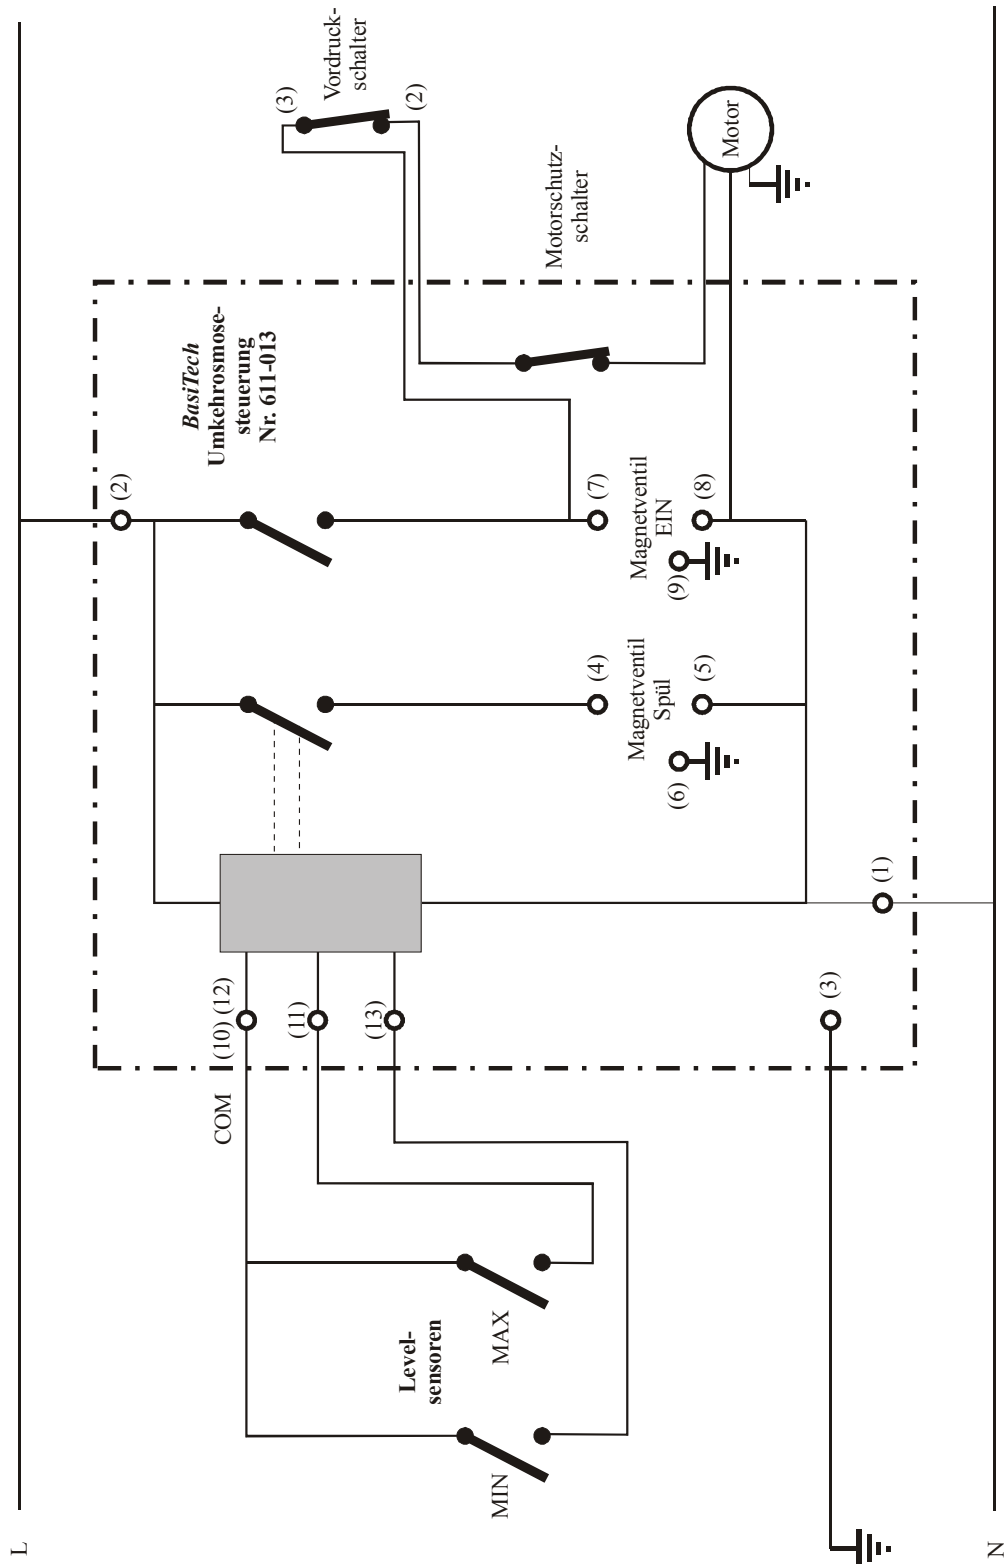 L
N
MIN
MAX
Level-
sensoren
COM
(10) (12)
(11)
(13)
(3)
(1)
BasiTech
Umkehrosmose-
steuerung
Nr. 611-013
(2)
(4)
Magnetventil
Spül
(5)
(6)
(7)
Magnetventil
EIN
(8)
(9)
Motorschutz-
schalter
Vordruck-
schalter
(3)
(2)
Motor